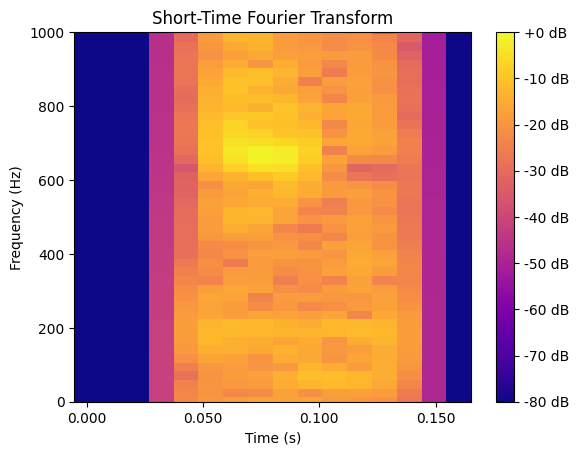 Short-Time Fourier Transform
1000
800
600
400
200
0
Frequency (Hz)
0.000
0.050
0.100
0.150
Time (s)
+0 dB
-10 dB
-20 dB
-30 dB
-40 dB
-50 dB
-60 dB
-70 dB
-80 dB